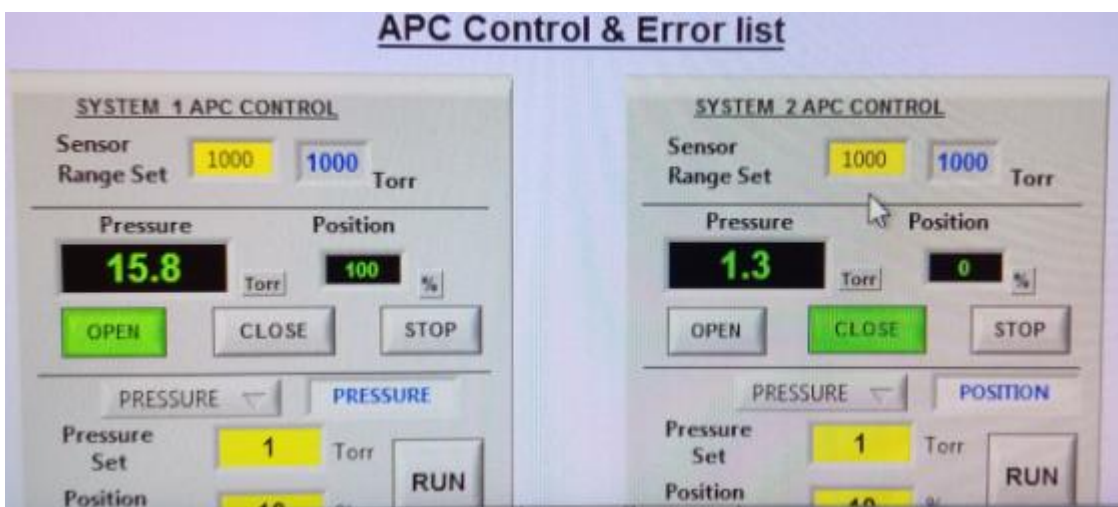 APC Control & Error list
SYSTEM 1 APC CONTROL
Sensor
Range Set 1000 1000 Torr
Pressure Position
15.8 Torr 100 %
OPEN CLOSE STOP
PRESSURE PRESSURE
Pressure
Set 1 Torr
RUN
Position
SYSTEM 2 APC CONTROL
Sensor
Range Set 1000 1000 Torr
Pressure Position
1.3 Torr 0 %
OPEN CLOSE STOP
PRESSURE POSITION
Pressure
Set 1 Torr
RUN
Position